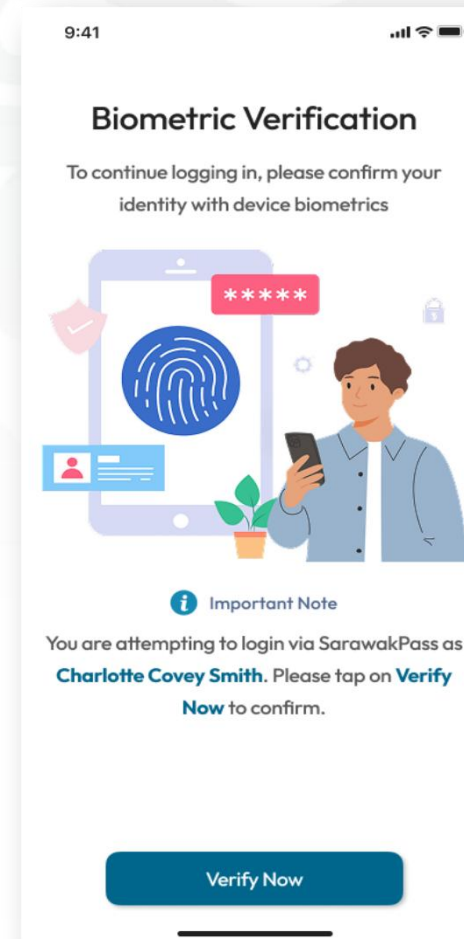 9:41
Biometric Verification
To continue logging in, please confirm your
identity with device biometrics
*****
Important Note
You are attempting to login via SarawakPass as
Charlotte Covey Smith. Please tap on Verify
Now to confirm.
Verify Now